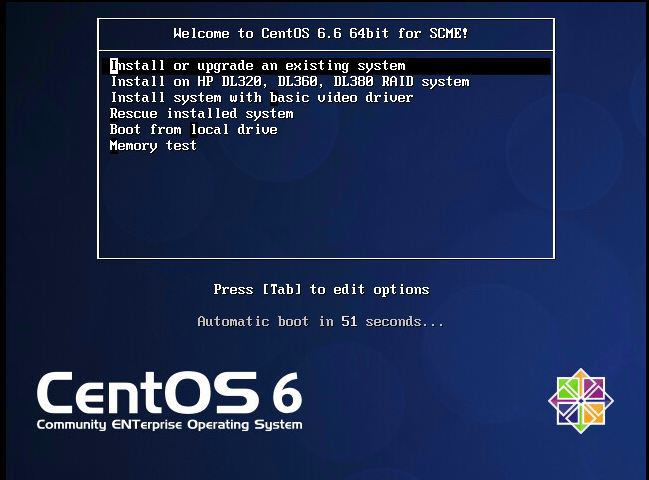 Welcome to CentOS 6.6 64bit for SCME!
Install or upgrade an existing system
Install on HP DL320, DL360, DL380 RAID system
Install system with basic video driver
Rescue installed system
Boot from local drive
Memory test
Press [Tab] to edit options
Automatic boot in 51 seconds...
CentOS 6
Community ENTerprise Operating System